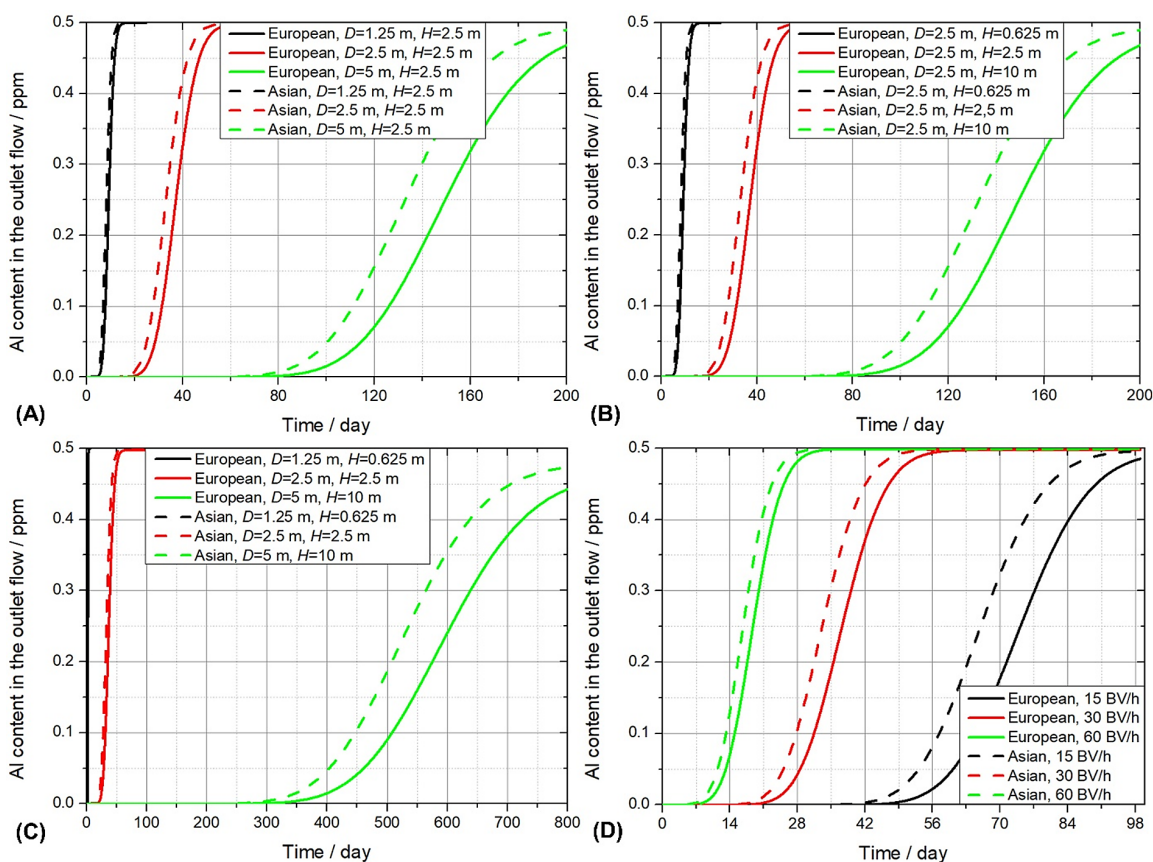 0.5
0.4
0.3
0.2
0.1
0.0
Al content in the outlet flow / ppm
European, D=1.25 m, H=2.5 m
European, D=2.5 m, H=2.5 m
European, D=5 m, H=2.5 m
Asian, D=1.25 m, H=2.5 m
Asian, D=2.5 m, H=2.5 m
Asian, D=5 m, H=2.5 m
0 40 80 120 160 200
Time / day
(A)
0.5
0.4
0.3
0.2
0.1
0.0
Al content in the outlet flow / ppm
European, D=2.5 m, H=0.625 m
European, D=2.5 m, H=2.5 m
European, D=2.5 m, H=10 m
Asian, D=2.5 m, H=0.625 m
Asian, D=2.5 m, H=2,5 m
Asian, D=2.5 m, H=10 m
0 40 80 120 160 200
Time / day
(B)
0.5
0.4
0.3
0.2
0.1
0.0
Al content in the outlet flow / ppm
European, D=1.25 m, H=0.625 m
European, D=2.5 m, H=2.5 m
European, D=5 m, H=10 m
Asian, D=1.25 m, H=0.625 m
Asian, D=2.5 m, H=2.5 m
Asian, D=5 m, H=10 m
0 100 200 300 400 500 600 700 800
Time / day
(C)
0.5
0.4
0.3
0.2
0.1
0.0
Al content in the outlet flow / ppm
European, 15 BV/h
European, 30 BV/h
European, 60 BV/h
Asian, 15 BV/h
Asian, 30 BV/h
Asian, 60 BV/h
0 14 28 42 56 70 84 98
Time / day
(D)